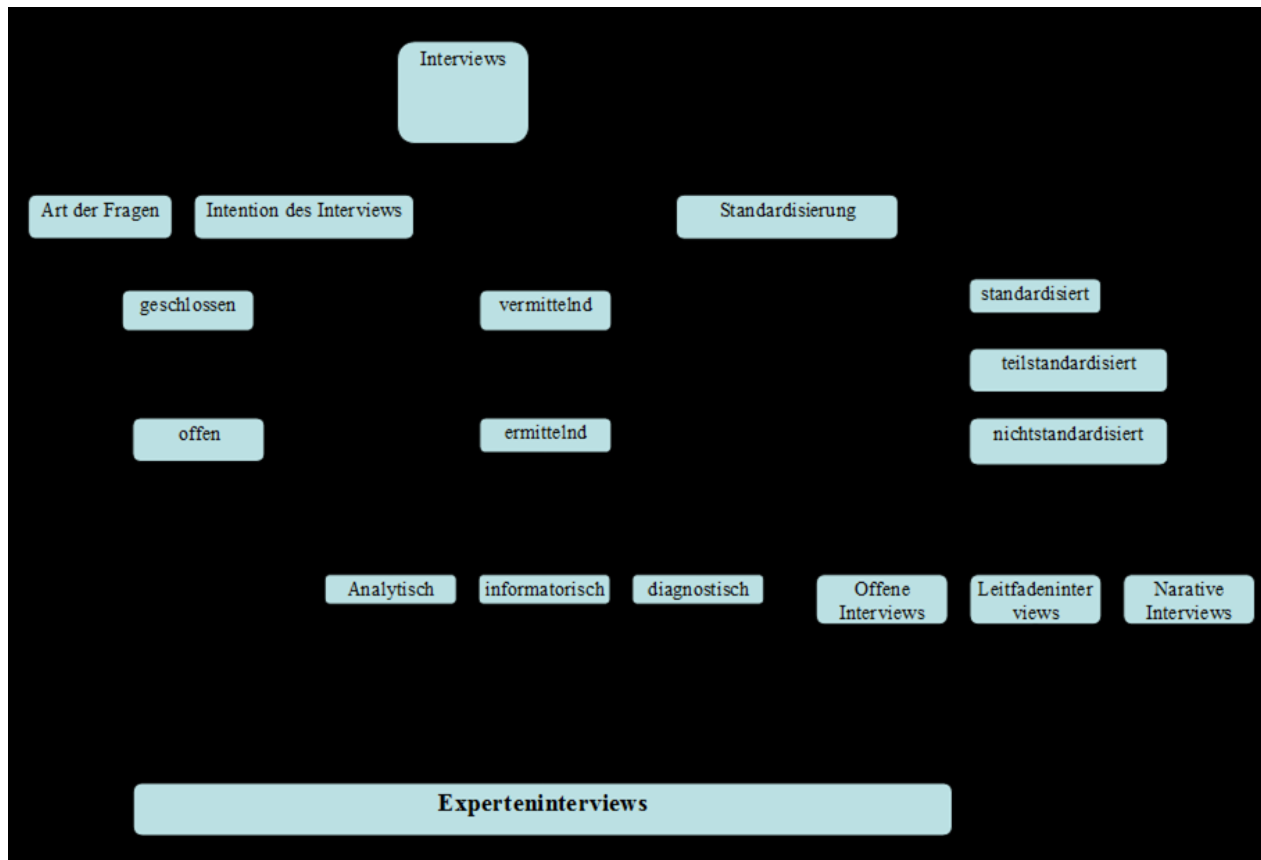 Interviews
Art der Fragen
Intention des Interviews
Standardisierung
geschlossen
vermittelnd
standardisiert
teilstandardisiert
offen
ermittelnd
nichtstandardisiert
Analytisch
informatorisch
diagnostisch
Offene
Interviews
Leitfadeninter
views
Narative
Interviews
Experteninterviews